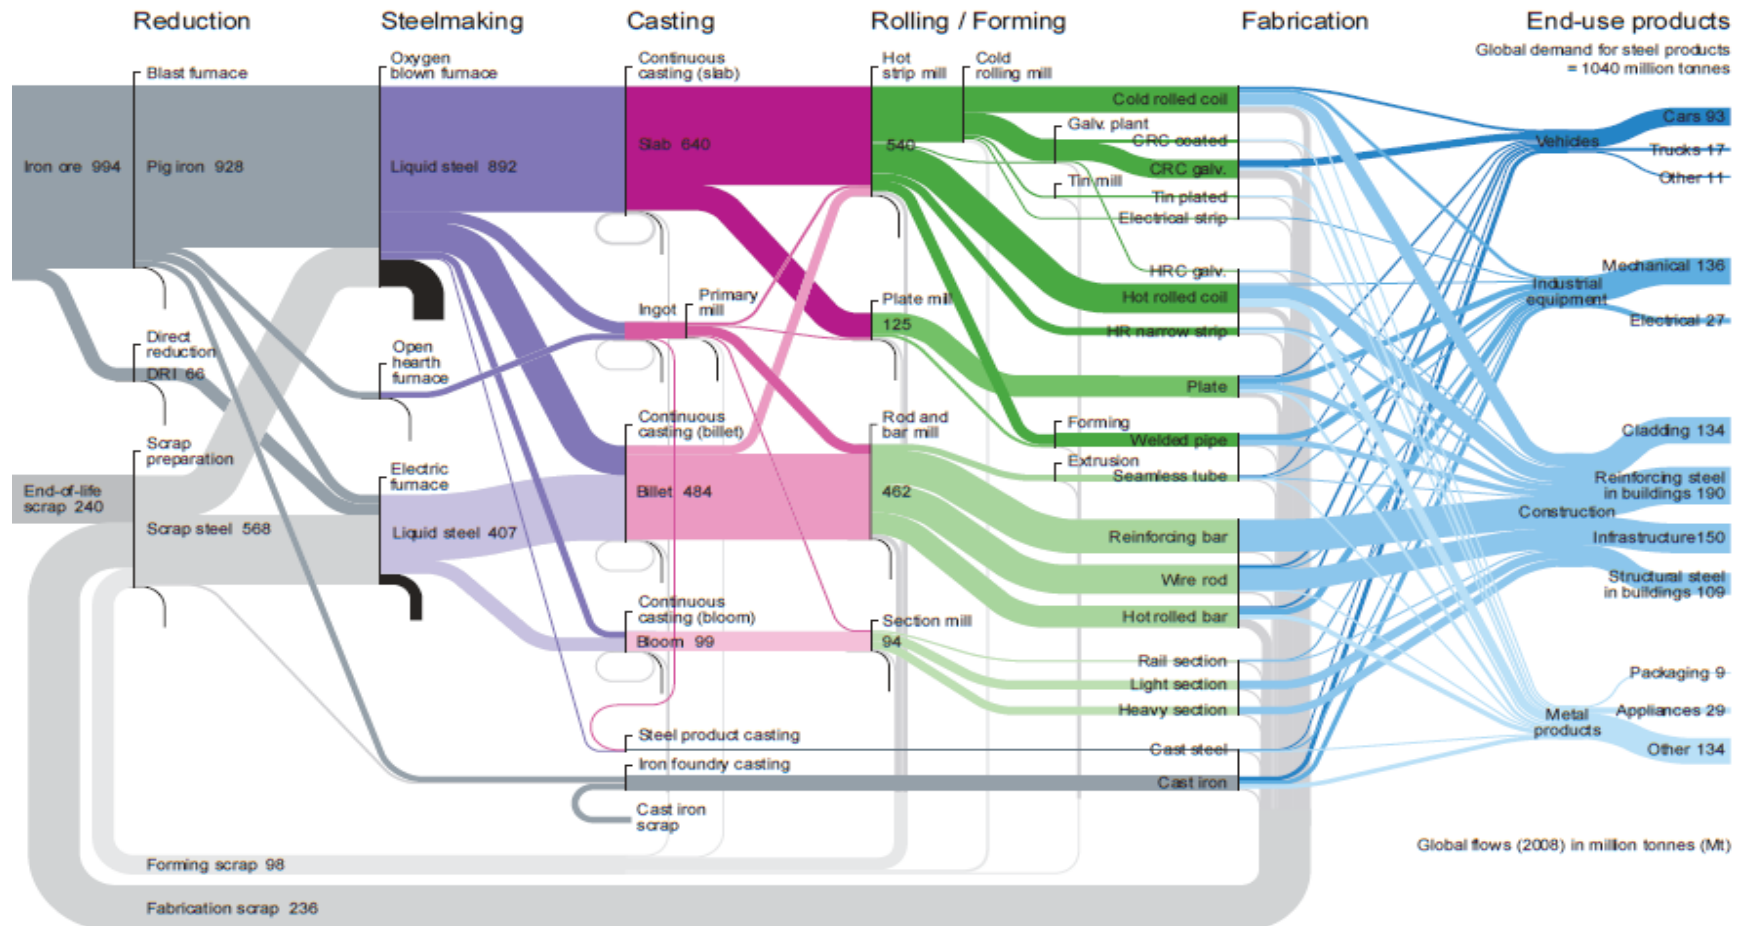 Reduction
Steelmaking
Casting
Rolling / Forming
Fabrication
End-use products
Global demand for steel products
= 1040 million tonnes
Blast furnace
Oxygen
blown furnace
Continuous
casting (slab)
Hot
strip mill
Cold
rolling mill
Iron ore 994
Pig iron 928
Liquid steel 892
Slab 640
540
Cold rolled coil
Galv. plant
CRC coated
CRC galv.
Tin mill
Tin plated
Electrical strip
HRC galv.
Hot rolled coil
HR narrow strip
Vehicles
Cars 93
Trucks 17
Other 11
Mechanical 136
Industrial
equipment
Electrical 27
Direct
reduction
DRI 66
Open
hearth
furnace
Ingot
Primary
mill
Plate mill
125
Plate
Scrap
preparation
Electric
furnace
Continuous
casting (billet)
Rod and
bar mill
Forming
Welded pipe
Extrusion
Seamless tube
Cladding 134
End-of-life
scrap 240
Scrap steel 568
Liquid steel 407
Billet 484
462
Reinforcing bar
Wire rod
Hot rolled bar
Reinforcing steel
in buildings 190
Construction
Infrastructure150
Structural steel
in buildings 109
Continuous
casting (bloom)
Bloom 99
Section mill
94
Rail section
Light section
Heavy section
Packaging 9
Metal
products
Appliances 29
Other 134
Steel product casting
Cast steel
Iron foundry casting
Cast iron
Cast iron
scrap
Forming scrap 98
Fabrication scrap 236
Global flows (2008) in million tonnes (Mt)